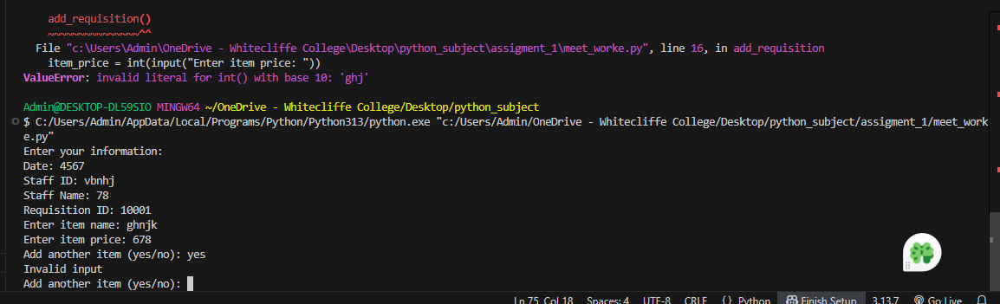 add_requisition()
~~~~~~~~~~~~~~~^^
File "c:\Users\Admin\OneDrive - Whitecliffe College\Desktop\python_subject\assigment_1\meet_worke.py", line 16, in add_requisition
item_price = int(input("Enter item price: "))
ValueError: invalid literal for int() with base 10: 'ghj'
Admin@DESKTOP-DL59SIO MINGW64 ~/OneDrive - Whitecliffe College/Desktop/python_subject
$ C:/Users/Admin/AppData/Local/Programs/Python/Python313/python.exe "c:/Users/Admin/OneDrive - Whitecliffe College/Desktop/python_subject/assigment_1/meet_work
e.py"
Enter your information:
Date: 4567
Staff ID: vbnhj
Staff Name: 78
Requisition ID: 10001
Enter item name: ghnjk
Enter item price: 678
Add another item (yes/no): yes
Invalid input
Add another item (yes/no):
Ln 75, Col 18 Spaces: 4 UTF-8 CRLF {} Python Finish Setup 3.13.7 Go Live